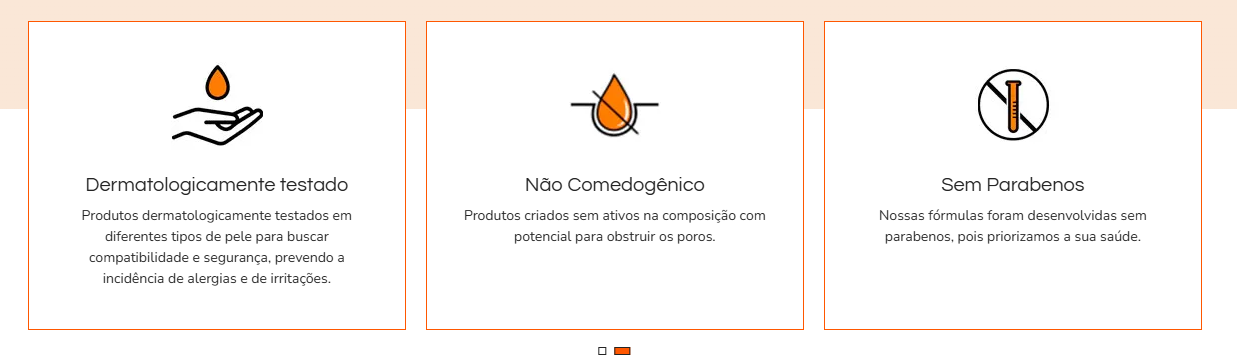 Dermatologicamente testado
Produtos dermatologicamente testados em
diferentes tipos de pele para buscar
compatibilidade e segurança, prevendo a
incidência de alergias e de irritações.
Não Comedogênico
Produtos criados sem ativos na composição com
potencial para obstruir os poros.
Sem Parabenos
Nossas fórmulas foram desenvolvidas sem
parabenos, pois priorizamos a sua saúde.